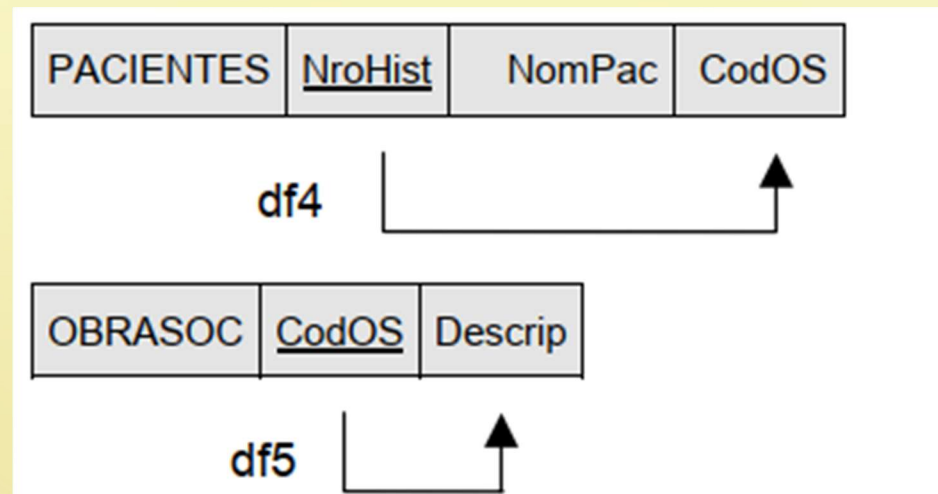 PACIENTES NroHist NomPac CodOS
df4
OBRASOC CodOS Descrip
df5